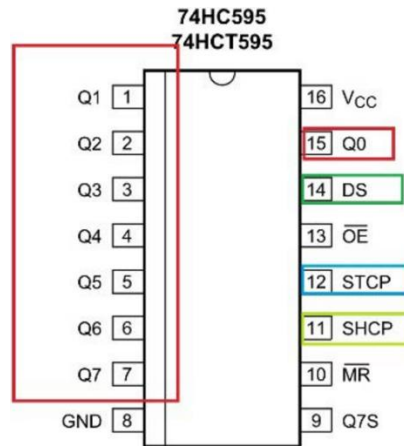 74HC595
74HCT595
Q1 1
Q2 2
Q3 3
Q4 4
Q5 5
Q6 6
Q7 7
GND 8
16 VCC
15 Q0
14 DS
13 OE
12 STCP
11 SHCP
10 MR
9 Q7S